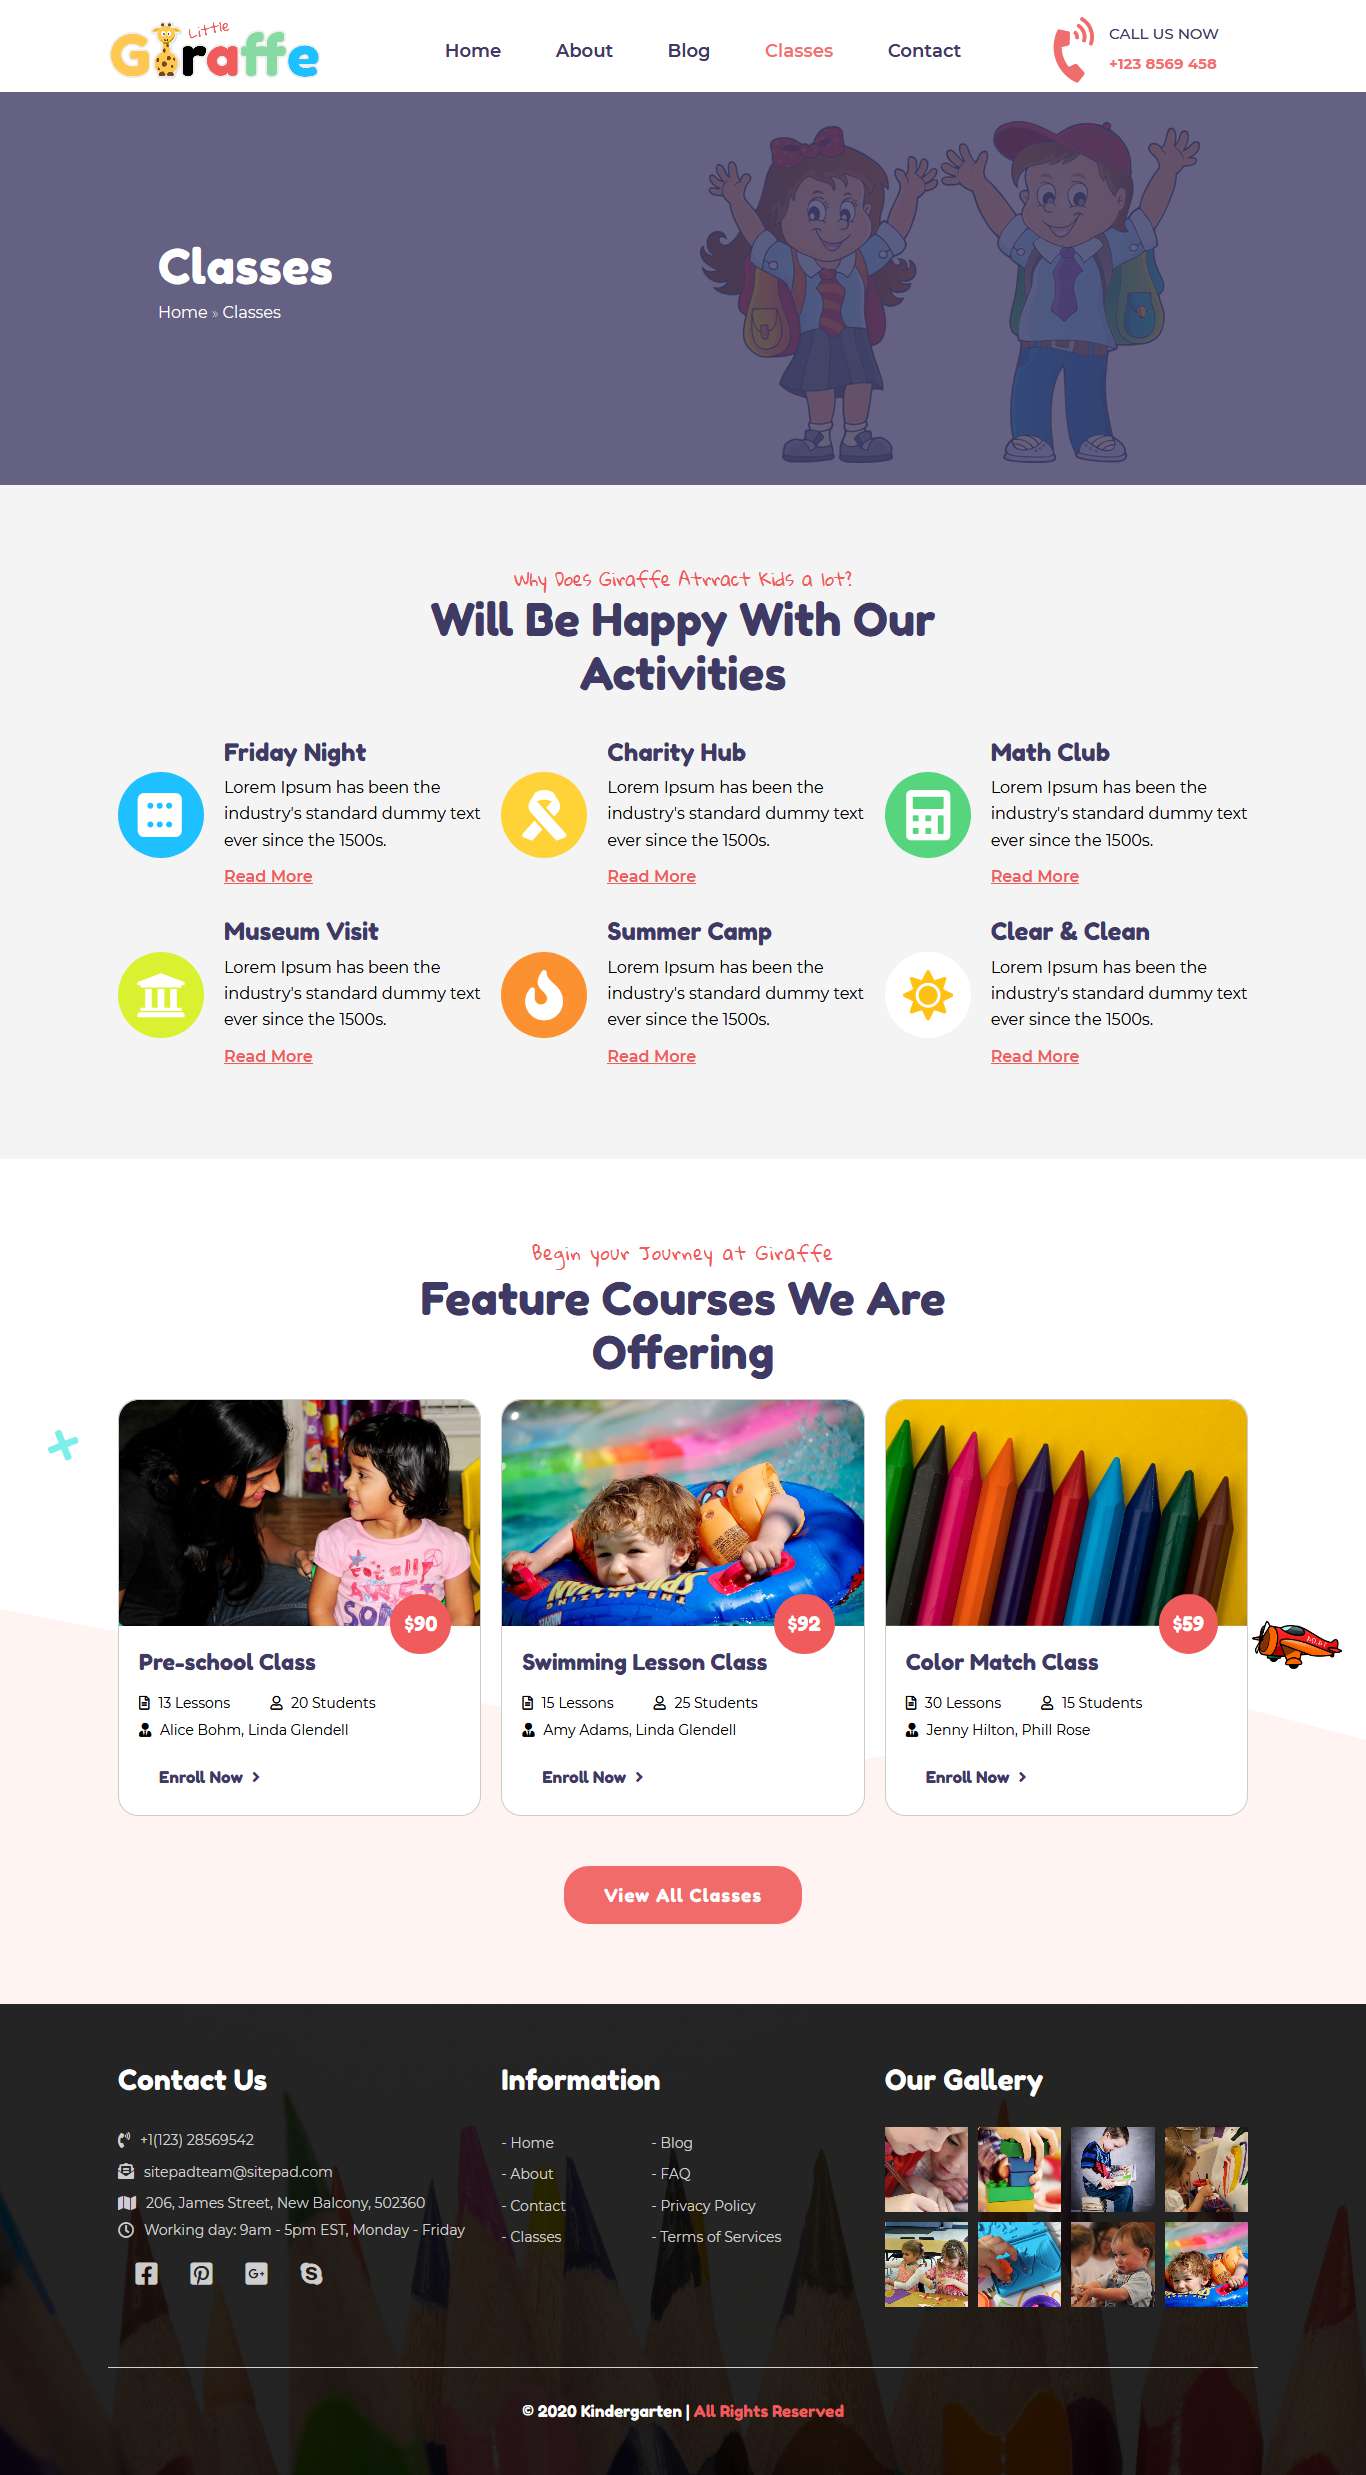 Little
Giraffe
Home
About
Blog
Classes
Contact
CALL US NOW
+123 8569 458
Classes
Home » Classes
Why Does Giraffe Atrract Kids a lot?
Will Be Happy With Our
Activities
Friday Night
Lorem Ipsum has been the
industry's standard dummy text
ever since the 1500s.
Read More
Charity Hub
Lorem Ipsum has been the
industry's standard dummy text
ever since the 1500s.
Read More
Math Club
Lorem Ipsum has been the
industry's standard dummy text
ever since the 1500s.
Read More
Museum Visit
Lorem Ipsum has been the
industry's standard dummy text
ever since the 1500s.
Read More
Summer Camp
Lorem Ipsum has been the
industry's standard dummy text
ever since the 1500s.
Read More
Clear & Clean
Lorem Ipsum has been the
industry's standard dummy text
ever since the 1500s.
Read More
Begin your Journey at Giraffe
Feature Courses We Are
Offering
$90
Pre-school Class
13 Lessons
20 Students
Alice Bohm, Linda Glendell
Enroll Now
THE AMAZING
SPIDER-MAN
$92
Swimming Lesson Class
15 Lessons
25 Students
Amy Adams, Linda Glendell
Enroll Now
$59
Color Match Class
30 Lessons
15 Students
Jenny Hilton, Phill Rose
Enroll Now
View All Classes
Contact Us
+1(123) 28569542
sitepadteam@sitepad.com
206, James Street, New Balcony, 502360
Working day: 9am - 5pm EST, Monday - Friday
Information
- Home
- About
- Contact
- Classes
- Blog
- FAQ
- Privacy Policy
- Terms of Services
Our Gallery
© 2020 Kindergarten | All Rights Reserved